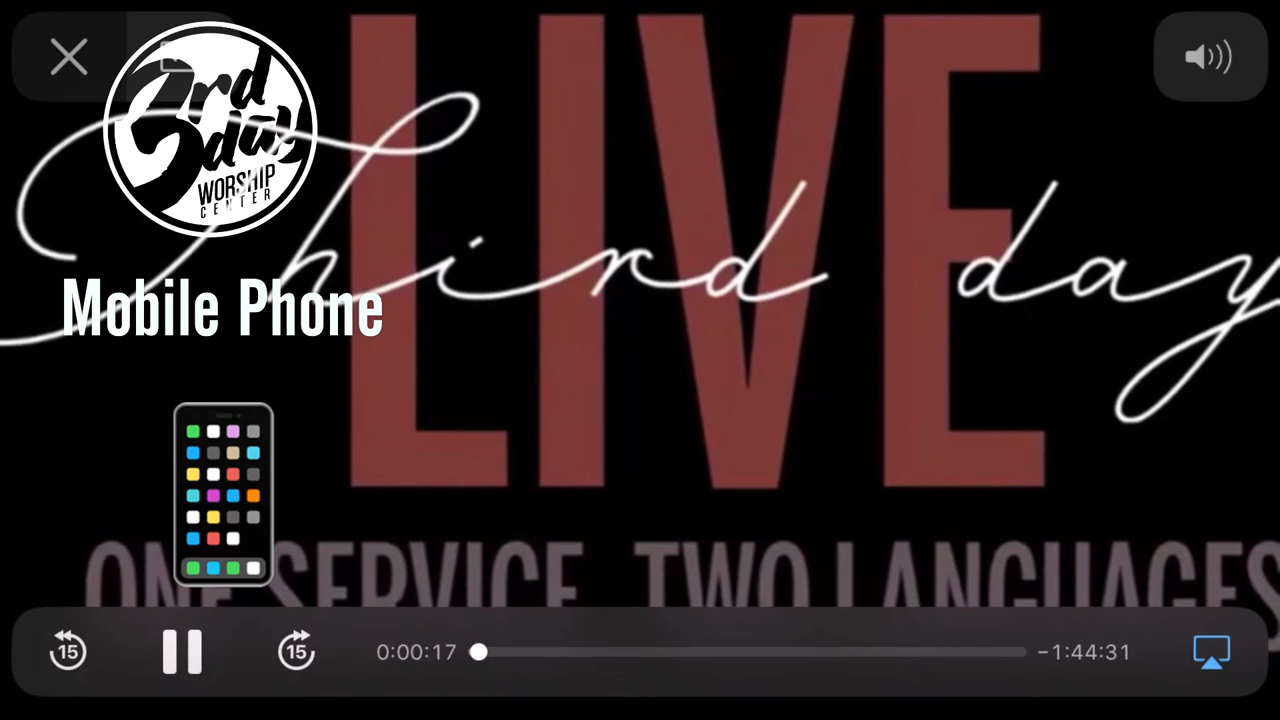 3rd
day
WORSHIP
CENTER
LIVE
Third day
Mobile Phone
ONE SERVICE. TWO LANGUAGES
15
15
0:00:17
-1:44:31